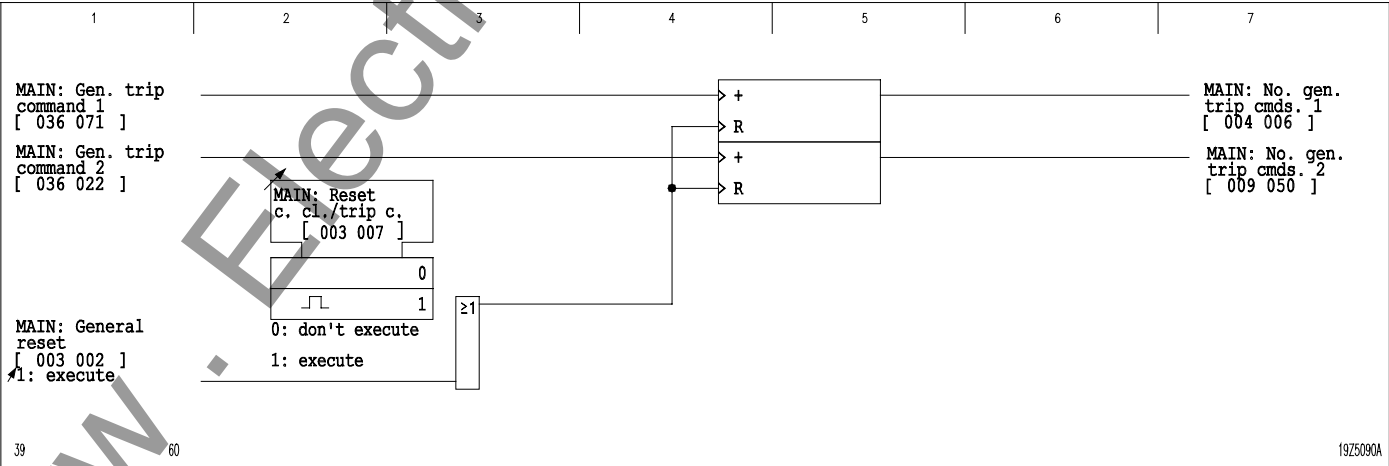 1 2 3 4 5 6 7
MAIN: Gen. trip
command 1
[ 036 071 ]
MAIN: Gen. trip
command 2
[ 036 022 ]
MAIN: Reset
c. cl./trip c.
[ 003 007 ]
0
1
0: don't execute
1: execute
MAIN: General
reset
[ 003 002 ]
1: execute
≥1
+
R
+
R
MAIN: No. gen.
trip cmds. 1
[ 004 006 ]
MAIN: No. gen.
trip cmds. 2
[ 009 050 ]
39 60 19Z5090A
w . Electri